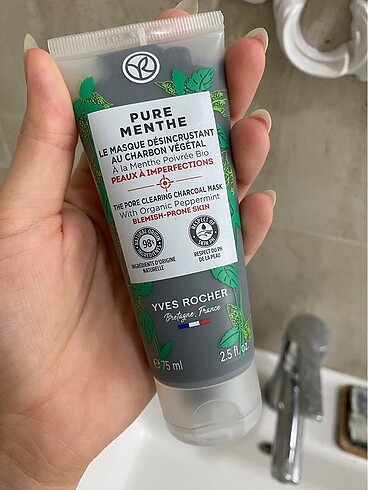 PURE
MENTHE
LE MASQUE DÉSINCRUSTANT
AU CHARBON VÉGÉTAL
À la Menthe Poivrée Bio
PEAUX À IMPERFECTIONS
THE PORE CLEARING CHARCOAL MASK
With Organic Peppermint
BLEMISH-PRONE SKIN
98%
INGRÉDIENTS D'ORIGINE
NATURELLE
RESPECT DU PH
DE LA PEAU
YVES ROCHER
Bretagne, France
e 75 ml
2.5 fl. oz.